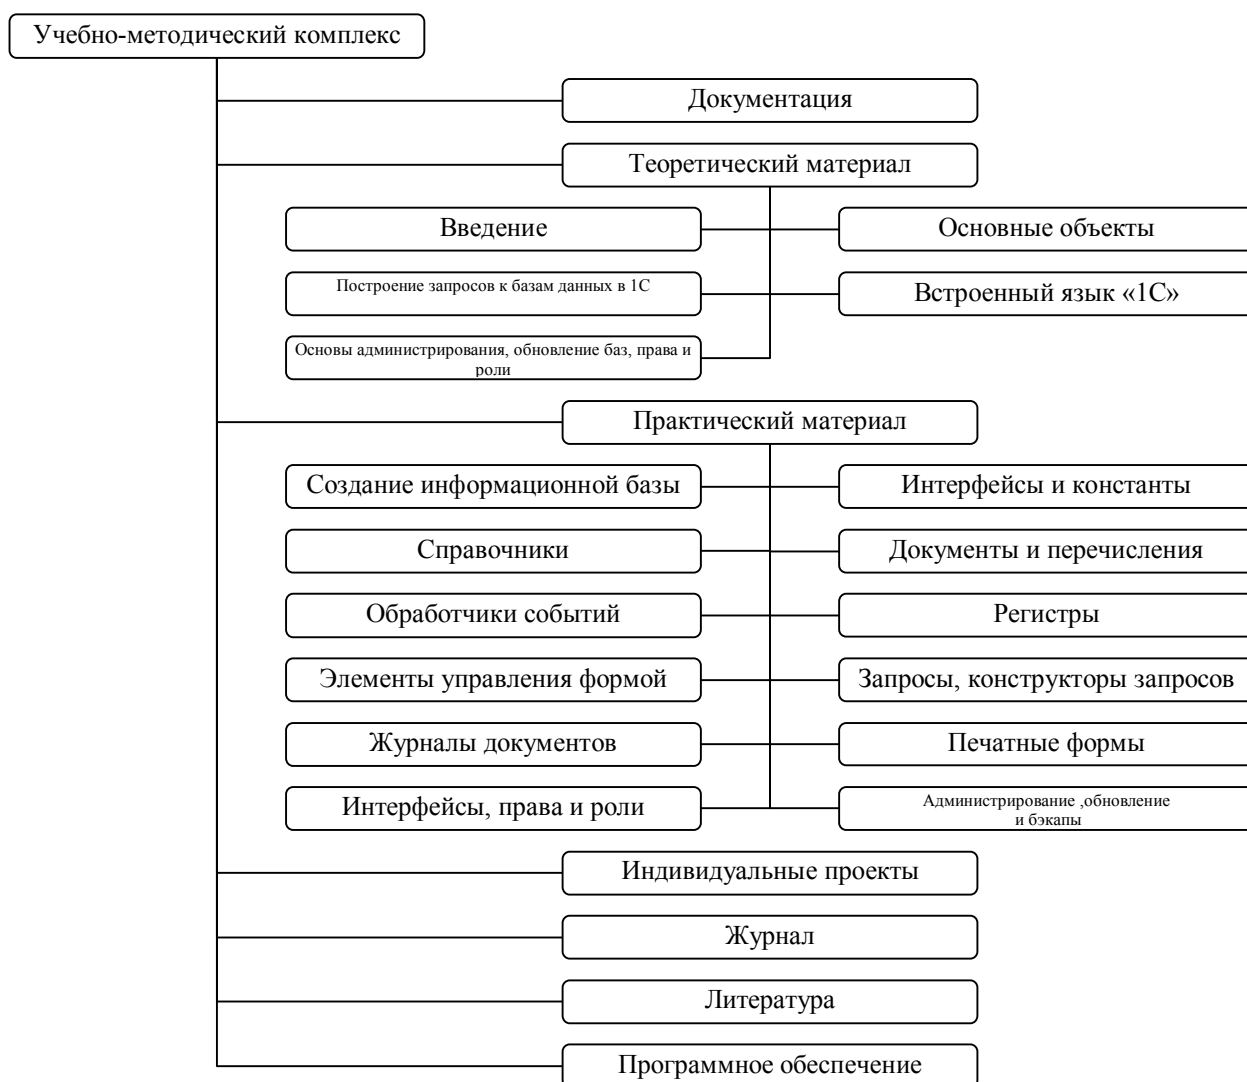 Учебно-методический комплекс
Документация
Теоретический материал
Введение
Основные объекты
Построение запросов к базам данных в 1С
Встроенный язык «1С»
Основы администрирования, обновление баз, права и
роли
Практический материал
Создание информационной базы
Интерфейсы и константы
Справочники
Документы и перечисления
Обработчики событий
Регистры
Элементы управления формой
Запросы, конструкторы запросов
Журналы документов
Печатные формы
Интерфейсы, права и роли
Администрирование ,обновление
и бэкапы
Индивидуальные проекты
Журнал
Литература
Программное обеспечение